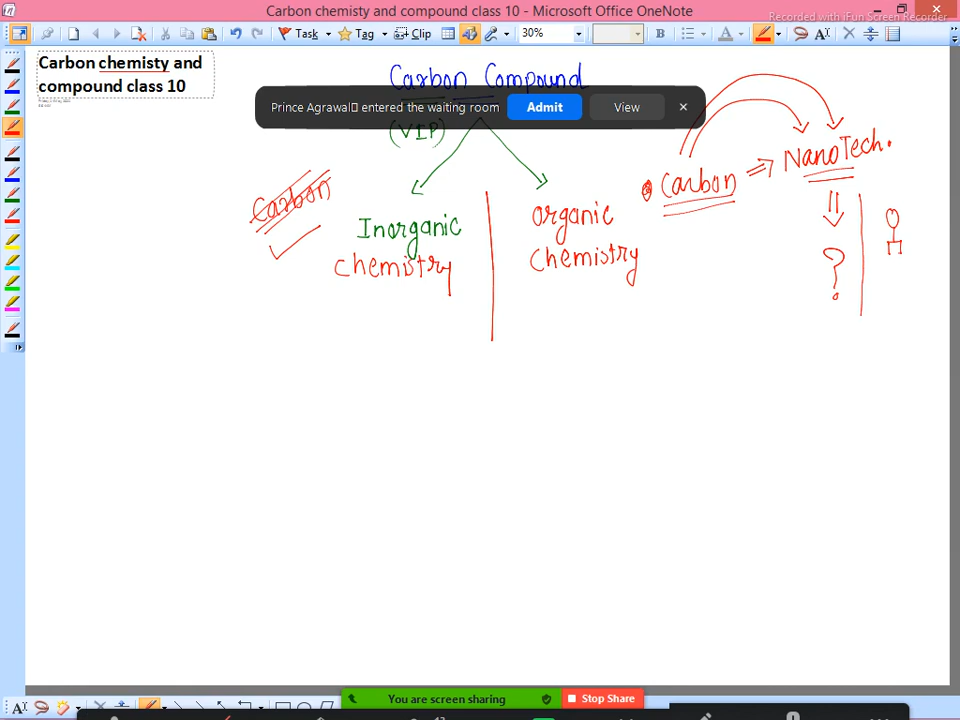 Carbon chemisty and compound class 10 - Microsoft Office OneNote
Recorded with iFun Screen Recorder
Task
Tag
Clip
30%
B
A
Carbon chemisty and
compound class 10
Carbon Compound
Prince Agrawal entered the waiting room
Admit
View
(VIP)
Carbon
Inorganic
chemistry
organic
chemistry
Carbon ⇒ NanoTech.
?
You are screen sharing
Stop Share